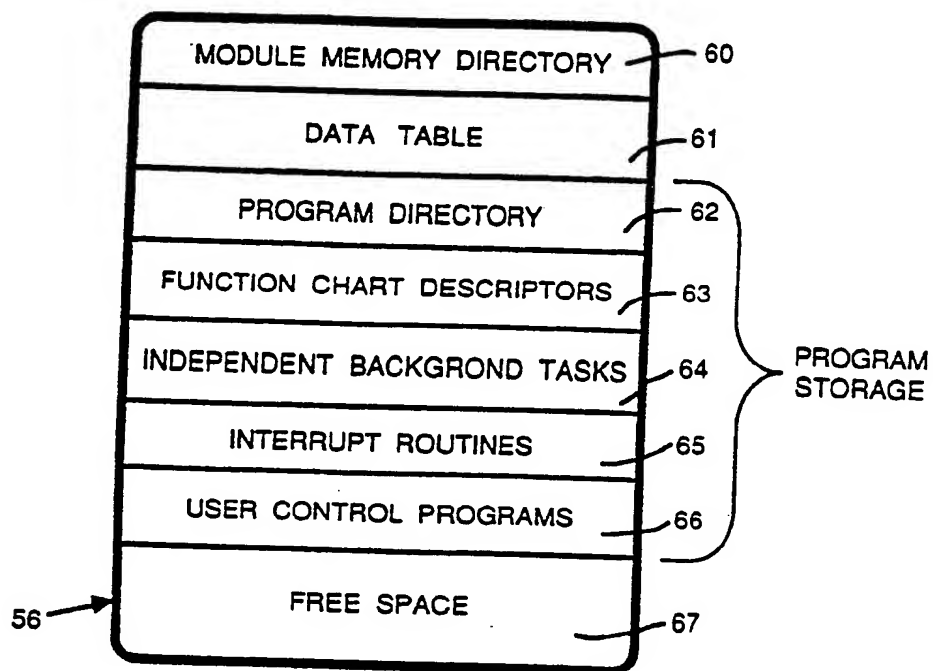 MODULE MEMORY DIRECTORY 60
DATA TABLE 61
PROGRAM DIRECTORY 62
FUNCTION CHART DESCRIPTORS 63
INDEPENDENT BACKGROND TASKS 64
PROGRAM
STORAGE
INTERRUPT ROUTINES 65
USER CONTROL PROGRAMS 66
56 FREE SPACE 67